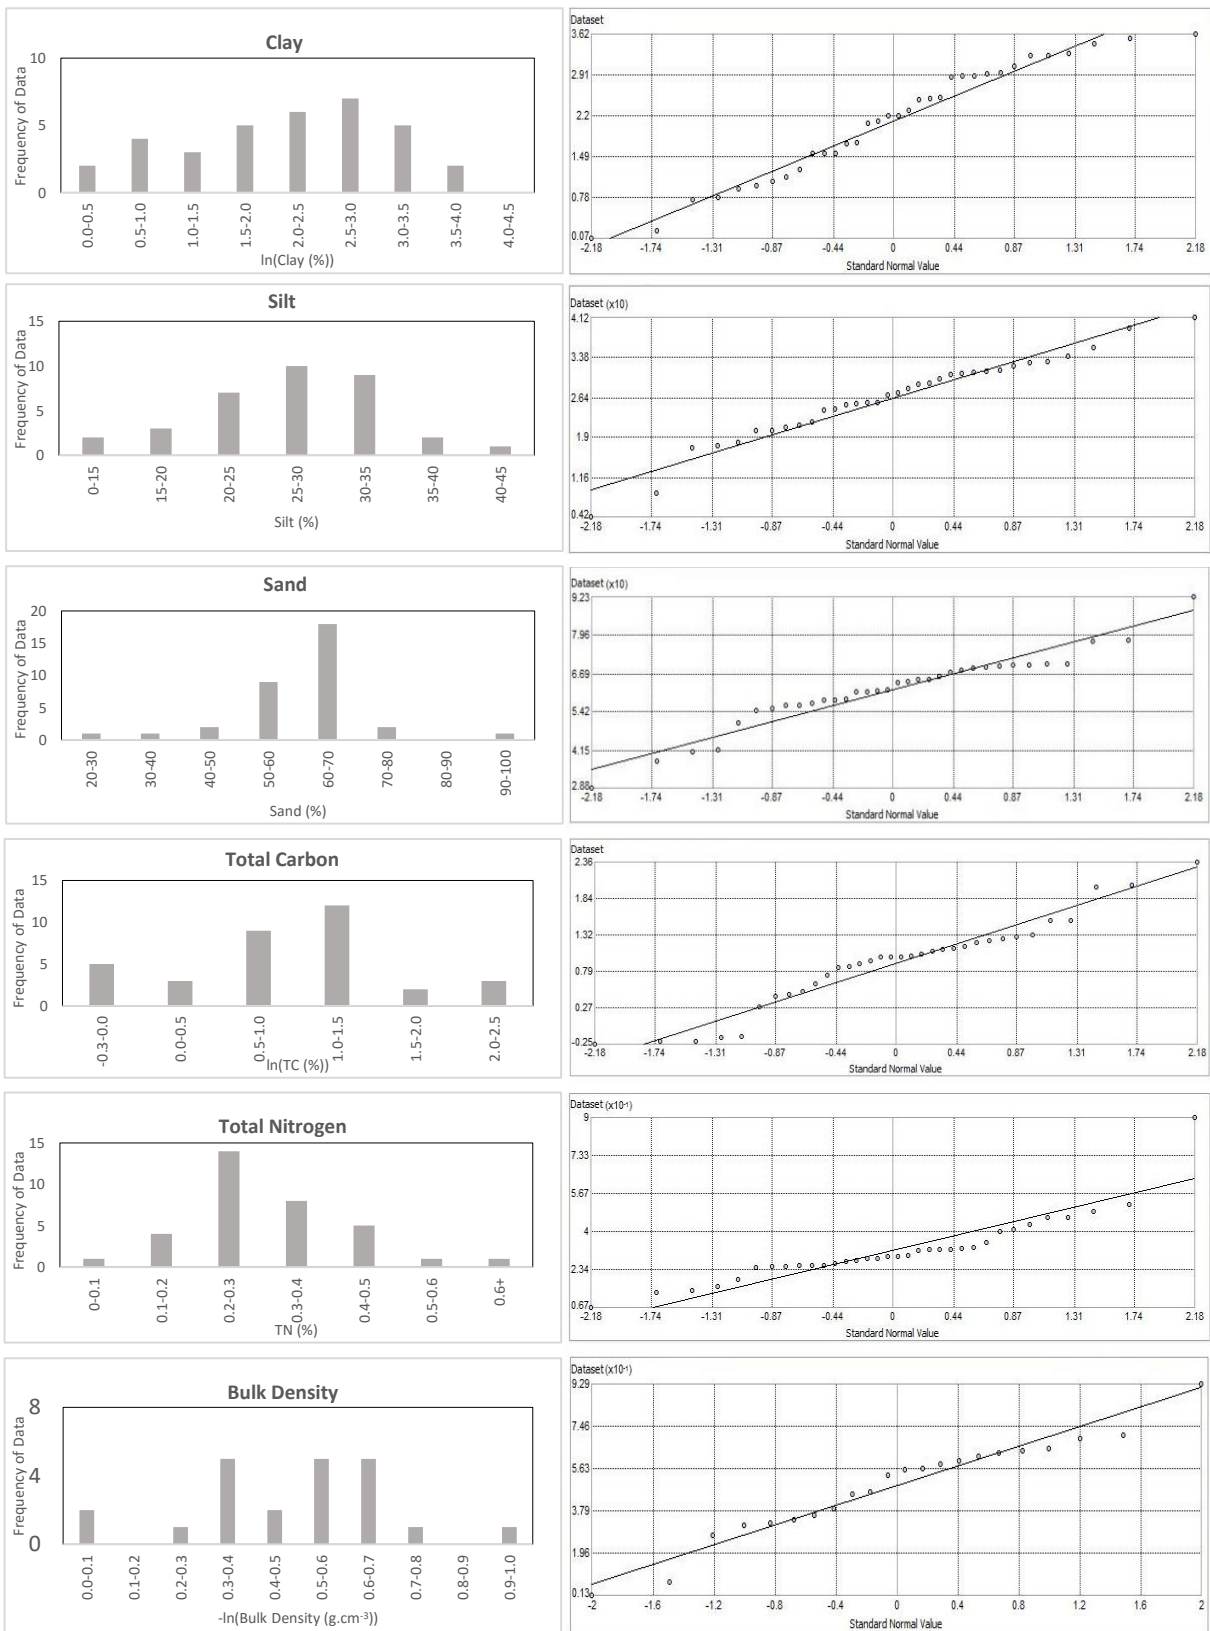 Clay
Frequency of Data
10
5
0
0.0-0.5 0.5-1.0 1.0-1.5 1.5-2.0 2.0-2.5 2.5-3.0 3.0-3.5 3.5-4.0 4.0-4.5
ln(Clay (%))
Dataset
3.62
2.91
2.2
1.49
0.78
0.07
-2.18 -1.74 -1.31 -0.87 -0.44 0 0.44 0.87 1.31 1.74 2.18
Standard Normal Value
Silt
Frequency of Data
15
10
5
0
0-15 15-20 20-25 25-30 30-35 35-40 40-45
Silt (%)
Dataset (x10)
4.12
3.38
2.64
1.9
1.16
0.42
-2.18 -1.74 -1.31 -0.87 -0.44 0 0.44 0.87 1.31 1.74 2.18
Standard Normal Value
Sand
Frequency of Data
20
15
10
5
0
20-30 30-40 40-50 50-60 60-70 70-80 80-90 90-100
Sand (%)
Dataset (x10)
9.23
7.96
6.69
5.42
4.15
2.88
-2.18 -1.74 -1.31 -0.87 -0.44 0 0.44 0.87 1.31 1.74 2.18
Standard Normal Value
Total Carbon
Frequency of Data
15
10
5
0
-0.3-0.0 0.0-0.5 0.5-1.0 1.0-1.5 1.5-2.0 2.0-2.5
ln(TC (%))
Dataset
2.36
1.84
1.32
0.79
0.27
-0.25
-2.18 -1.74 -1.31 -0.87 -0.44 0 0.44 0.87 1.31 1.74 2.18
Standard Normal Value
Total Nitrogen
Frequency of Data
15
10
5
0
0-0.1 0.1-0.2 0.2-0.3 0.3-0.4 0.4-0.5 0.5-0.6 0.6+
TN (%)
Dataset (x10⁻¹)
9
7.33
5.67
4
2.34
0.67
-2.18 -1.74 -1.31 -0.87 -0.44 0 0.44 0.87 1.31 1.74 2.18
Standard Normal Value
Bulk Density
Frequency of Data
8
4
0
0.0-0.1 0.1-0.2 0.2-0.3 0.3-0.4 0.4-0.5 0.5-0.6 0.6-0.7 0.7-0.8 0.8-0.9 0.9-1.0
-ln(Bulk Density (g.cm⁻³))
Dataset (x10⁻¹)
9.29
7.46
5.63
3.79
1.96
0.13
-2 -1.6 -1.2 -0.8 -0.4 0 0.4 0.8 1.2 1.6 2
Standard Normal Value